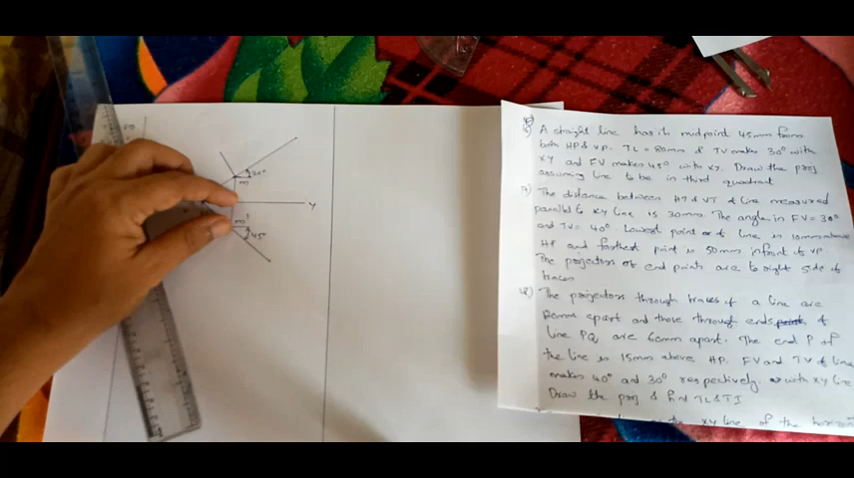 30°
m
y
m'
45°
6) A straight line has its midpoint 45mm from
both HP & VP. TL = 80mm & TV makes 30° with
XY and FV makes 45° with XY. Draw the proj
assuming line to be in third quadrant
7) The distance between HT & VT of line measured
parallel to xy line is 30mm. The angle in FV = 30°
and TV = 40°. Lowest point of line is 10mm above
HP and farthest point is 50mm infront of VP.
The projectors of end points are to right side of
traces
8) The projectors through traces of a line are
apart and those through ends of
line PQ are 60mm apart. The end P of
the line is 15mm above HP. FV and TV of line
makes 40° and 30° respectively with xy line
Draw the proj & find TL & TI
the xy line of the